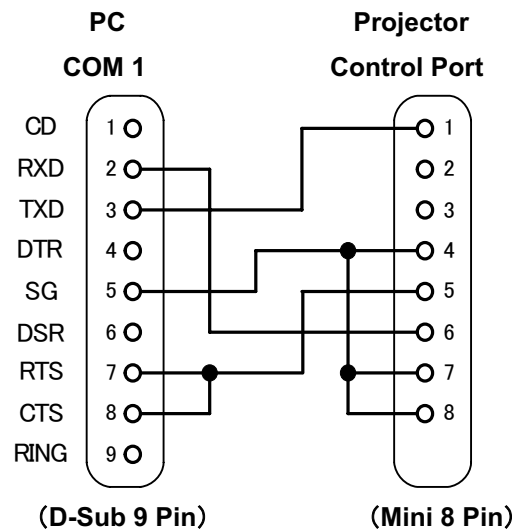 PC Projector
COM 1 Control Port
CD 1 1
RXD 2 2
TXD 3 3
DTR 4 4
SG 5 5
DSR 6 6
RTS 7 7
CTS 8 8
RING 9
(D-Sub 9 Pin) (Mini 8 Pin)